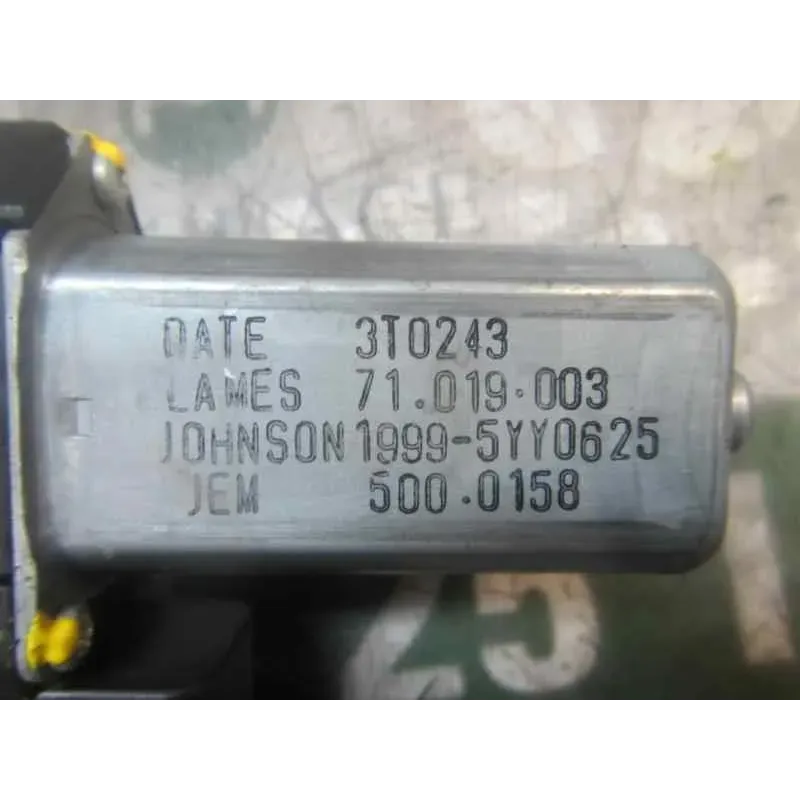 DATE 3T0243
LAMES 71.019.003
JOHNSON 1999-5YY0625
JEM 500.0158